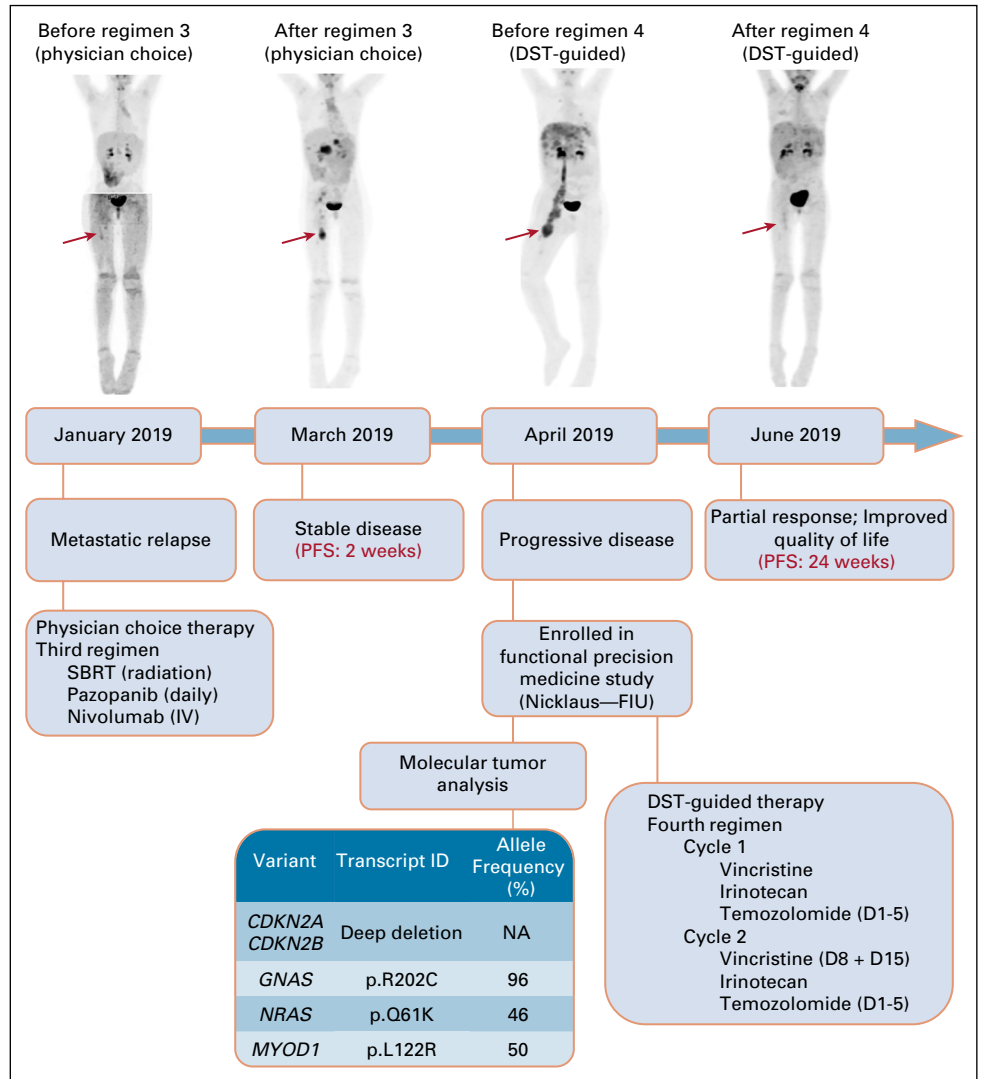 Before regimen 3
(physician choice)
After regimen 3
(physician choice)
Before regimen 4
(DST-guided)
After regimen 4
(DST-guided)
January 2019
March 2019
April 2019
June 2019
Metastatic relapse
Stable disease
(PFS: 2 weeks)
Progressive disease
Partial response; Improved
quality of life
(PFS: 24 weeks)
Physician choice therapy
Third regimen
SBRT (radiation)
Pazopanib (daily)
Nivolumab (IV)
Enrolled in
functional precision
medicine study
(Nicklaus—FIU)
Molecular tumor
analysis
DST-guided therapy
Fourth regimen
Cycle 1
Vincristine
Irinotecan
Temozolomide (D1-5)
Cycle 2
Vincristine (D8 + D15)
Irinotecan
Temozolomide (D1-5)
Variant Transcript ID Allele Frequency (%)
CDKN2A
CDKN2B Deep deletion NA
GNAS p.R202C 96
NRAS p.Q61K 46
MYOD1 p.L122R 50